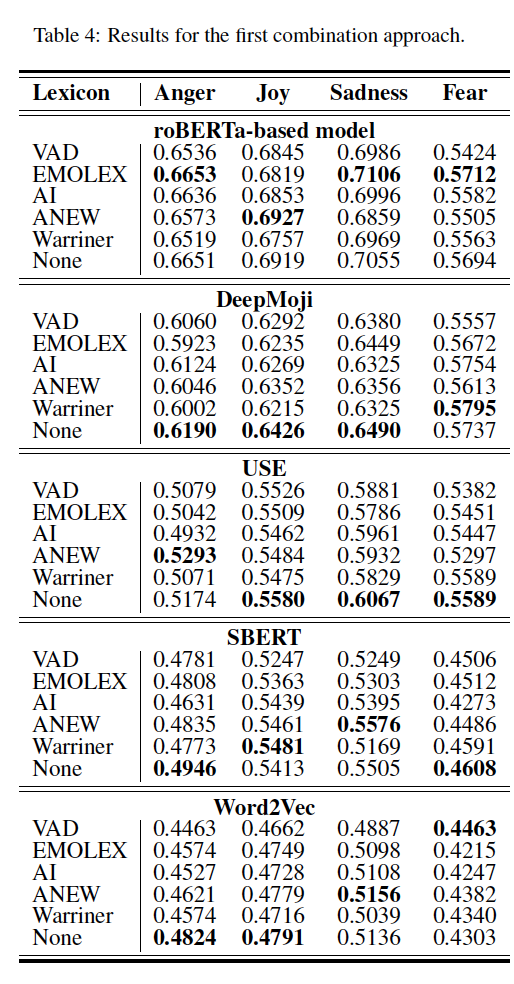 Table 4: Results for the first combination approach.
Lexicon Anger Joy Sadness Fear
roBERTa-based model
VAD 0.6536 0.6845 0.6986 0.5424
EMOLEX 0.6653 0.6819 0.7106 0.5712
AI 0.6636 0.6853 0.6996 0.5582
ANEW 0.6573 0.6927 0.6859 0.5505
Warriner 0.6519 0.6757 0.6969 0.5563
None 0.6651 0.6919 0.7055 0.5694
DeepMoji
VAD 0.6060 0.6292 0.6380 0.5557
EMOLEX 0.5923 0.6235 0.6449 0.5672
AI 0.6124 0.6269 0.6325 0.5754
ANEW 0.6046 0.6352 0.6356 0.5613
Warriner 0.6002 0.6215 0.6325 0.5795
None 0.6190 0.6426 0.6490 0.5737
USE
VAD 0.5079 0.5526 0.5881 0.5382
EMOLEX 0.5042 0.5509 0.5786 0.5451
AI 0.4932 0.5462 0.5961 0.5447
ANEW 0.5293 0.5484 0.5932 0.5297
Warriner 0.5071 0.5475 0.5829 0.5589
None 0.5174 0.5580 0.6067 0.5589
SBERT
VAD 0.4781 0.5247 0.5249 0.4506
EMOLEX 0.4808 0.5363 0.5303 0.4512
AI 0.4631 0.5439 0.5395 0.4273
ANEW 0.4835 0.5461 0.5576 0.4486
Warriner 0.4773 0.5481 0.5169 0.4591
None 0.4946 0.5413 0.5505 0.4608
Word2Vec
VAD 0.4463 0.4662 0.4887 0.4463
EMOLEX 0.4574 0.4749 0.5098 0.4215
AI 0.4527 0.4728 0.5108 0.4247
ANEW 0.4621 0.4779 0.5156 0.4382
Warriner 0.4574 0.4716 0.5039 0.4340
None 0.4824 0.4791 0.5136 0.4303